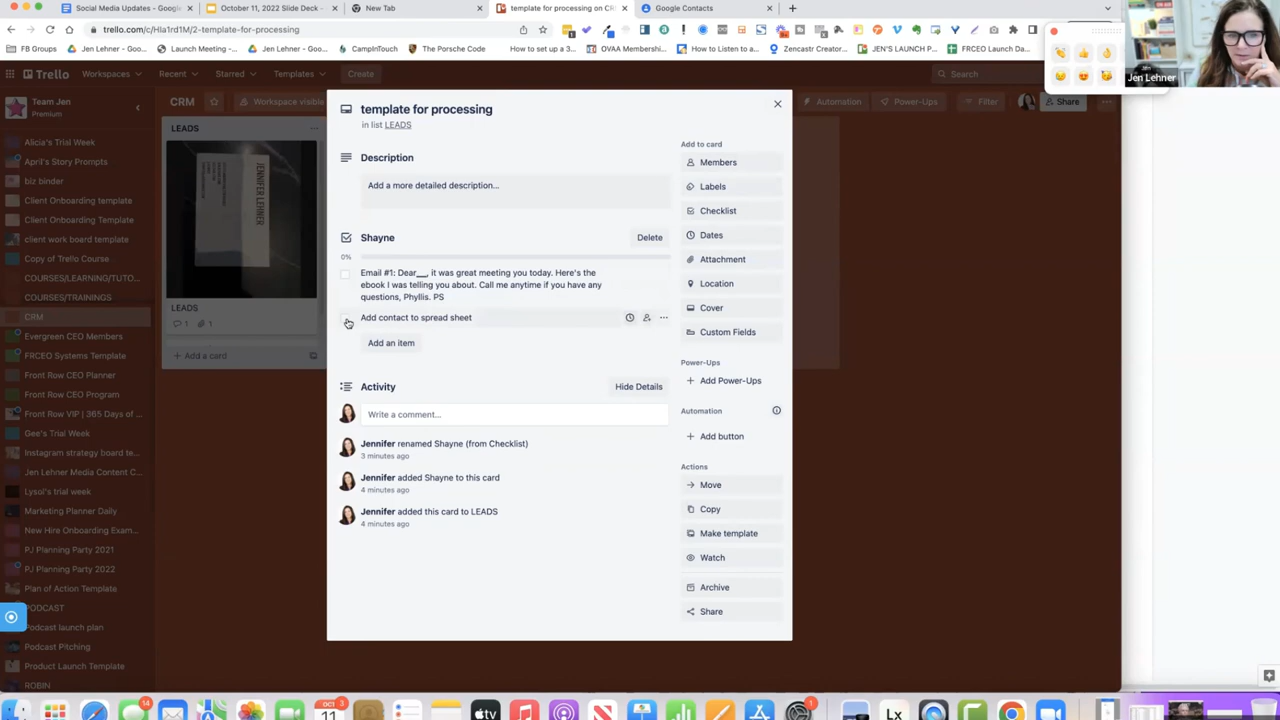 Social Media Updates - Google
October 11, 2022 Slide Deck -
New Tab
template for processing on CR
Google Contacts
trello.com/c/Hla1rd1M/2-template-for-processing
FB Groups
Jen Lehner - Goo...
Launch Meeting -...
Jen Lehner - Goo...
CampInTouch
The Porsche Code
How to set up a 3...
OVAA Membershi...
How to Listen to a...
Zencastr Creator...
JEN'S LAUNCH P...
FRCEO Launch Da...
Jen Lehner
Trello
Workspaces
Recent
Starred
Templates
Create
Search
Team Jen
Premium
CRM
Workspace visible
Automation
Power-Ups
Filter
Share
Alicia's Trial Week
April's Story Prompts
biz binder
Client Onboarding template
Client Onboarding Template
client work board template
Copy of Trello Course
COURSES/LEARNING/TUTO...
COURSES/TRAININGS
CRM
Evergreen CEO Members
FRCEO Systems Template
Front Row CEO Planner
Front Row CEO Program
Front Row VIP | 365 Days of ...
Gee's Trial Week
Instagram strategy board te...
Jen Lehner Media Content C...
Lysol's trial week
Marketing Planner Daily
New Hire Onboarding Exam...
PJ Planning Party 2021
PJ Planning Party 2022
Plan of Action Template
PODCAST
Podcast launch plan
Podcast Pitching
Product Launch Template
ROBIN
LEADS
JENNIFER LEHNER
LEADS
1 1
+ Add a card
template for processing
in list LEADS
Description
Add a more detailed description...
Shayne
Delete
0%
Email #1: Dear__, it was great meeting you today. Here's the
ebook I was telling you about. Call me anytime if you have any
questions, Phyllis. PS
Add contact to spread sheet
Add an item
Activity
Hide Details
Write a comment...
Jennifer renamed Shayne (from Checklist)
3 minutes ago
Jennifer added Shayne to this card
4 minutes ago
Jennifer added this card to LEADS
4 minutes ago
Add to card
Members
Labels
Checklist
Dates
Attachment
Location
Cover
Custom Fields
Power-Ups
+ Add Power-Ups
Automation
+ Add button
Actions
Move
Copy
Make template
Watch
Archive
Share
OCT
11
14
3
tv
1
Lx